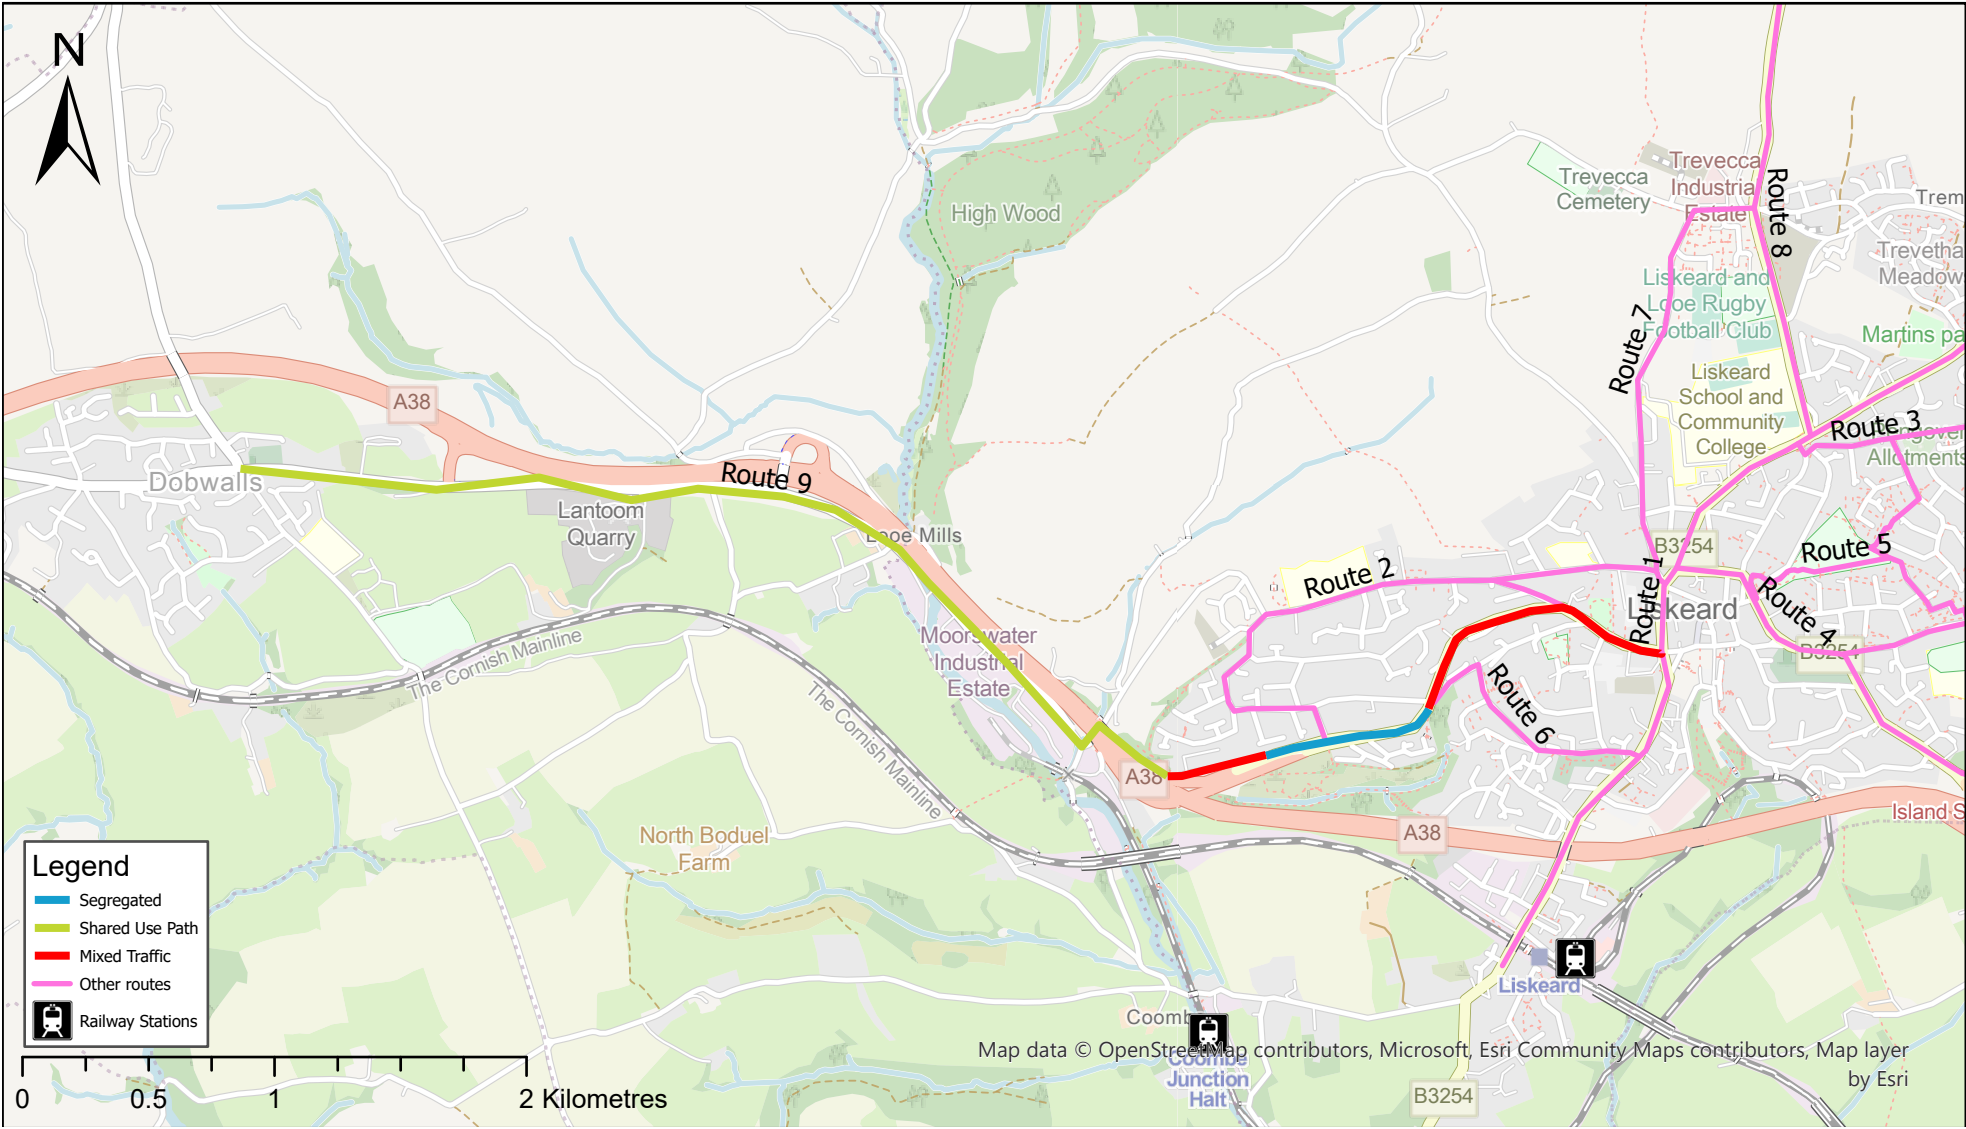 N
Trevecca
Industria
Estate
Trevecca
Cemetery
Route 8
Trem
High Wood
Trevetha
Meadow
Liskeard and
Looe Rugby
Football Club
Route 7
Martins pa
A38
Liskeard
School and
Community
College
Route 3
Pengover
Allotments
Dobwalls
Route 9
Lantoom
Quarry
Looe Mills
B3254
Route 5
Route 2
Route 1
Liskeard
Route 4
B3254
Moorswater
Industrial
Estate
The Cornish Mainline
The Cornish Mainline
Route 6
A38
A38
Island S
North Boduel
Farm
Legend
Segregated
Shared Use Path
Mixed Traffic
Other routes
Railway Stations
Liskeard
Coomb
Coombe
Junction
Halt
B3254
Map data © OpenStreetMap contributors, Microsoft, Esri Community Maps contributors, Map layer
by Esri
0 0.5 1 2 Kilometres